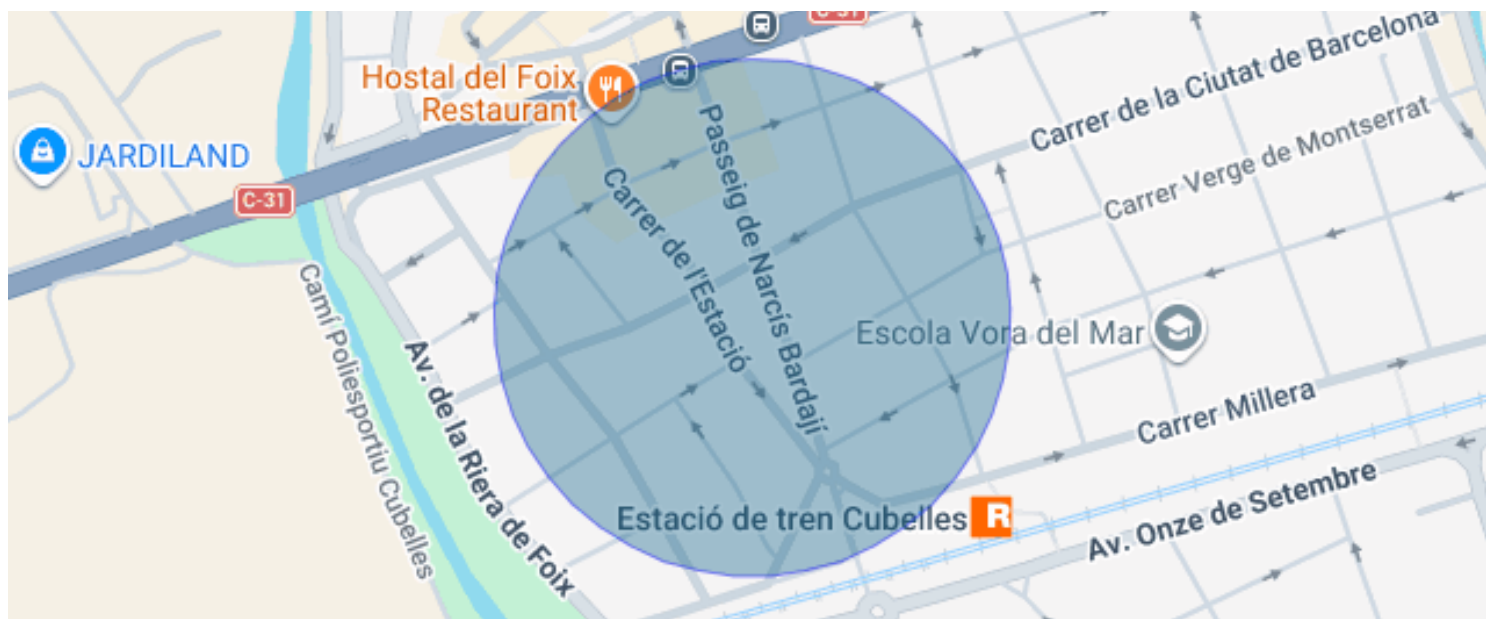 C-31
Hostal del Foix
Restaurant
JARDILAND
C-31
Carrer de la Ciutat de Barcelona
Carrer Verge de Montserrat
Passeig de Narcís Bardají
Carrer de l'Estació
Camí Poliesportiu Cubelles
Av. de la Riera de Foix
Escola Vora del Mar
Carrer Millera
Estació de tren Cubelles
R
Av. Onze de Setembre